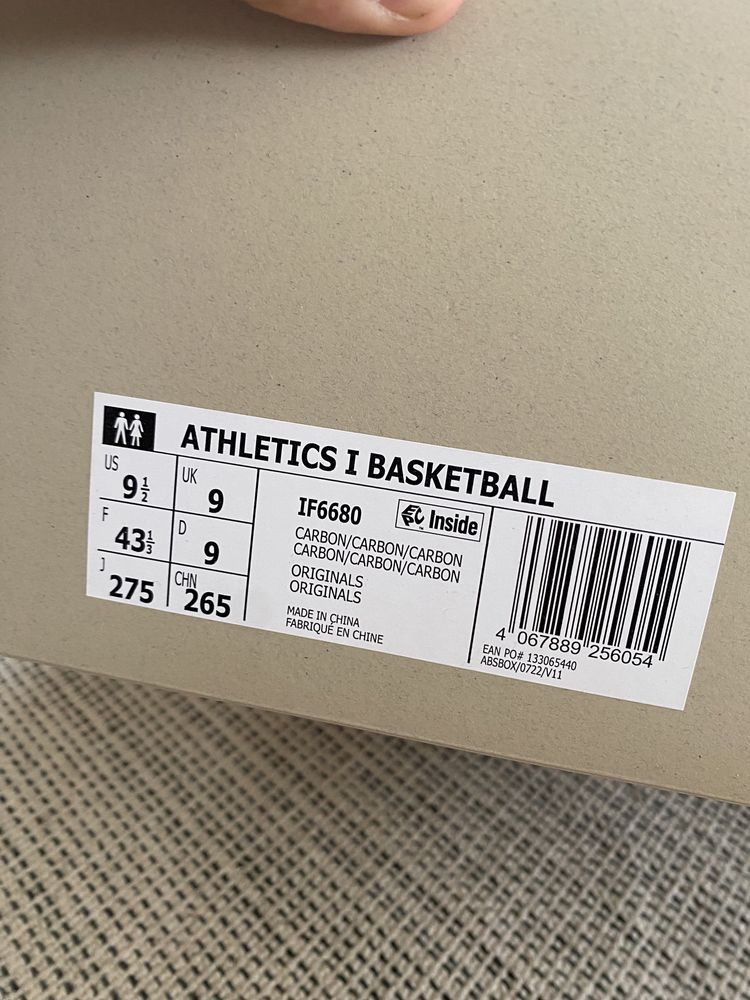 ATHLETICS I BASKETBALL
US 9½
UK 9
F 43⅓
D 9
J 275
CHN 265
IF6680
Inside
CARBON/CARBON/CARBON
CARBON/CARBON/CARBON
ORIGINALS
ORIGINALS
MADE IN CHINA
FABRIQUÉ EN CHINE
4 067889 256054
EAN PO# 133065440
ABSBOX/0722/V11